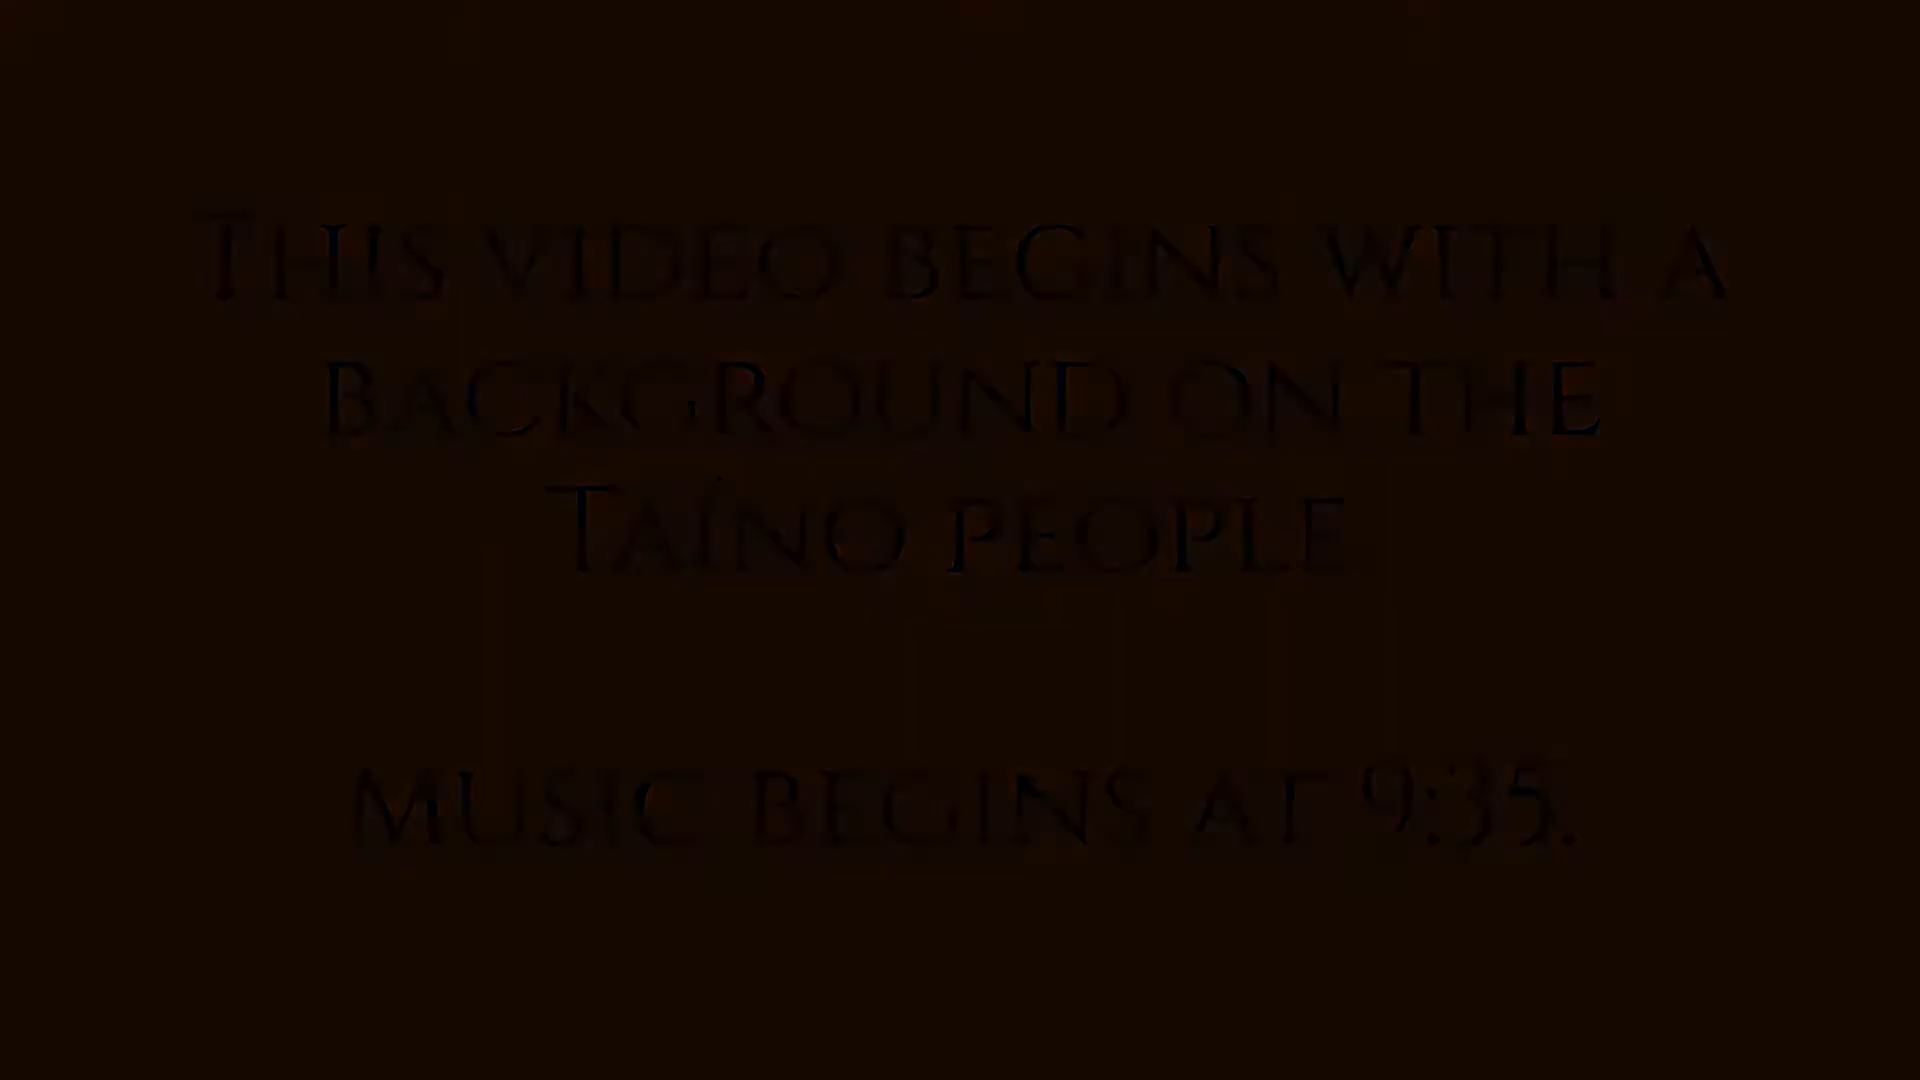 This video begins with a
background on the
Taíno people
Music begins at 9:35.